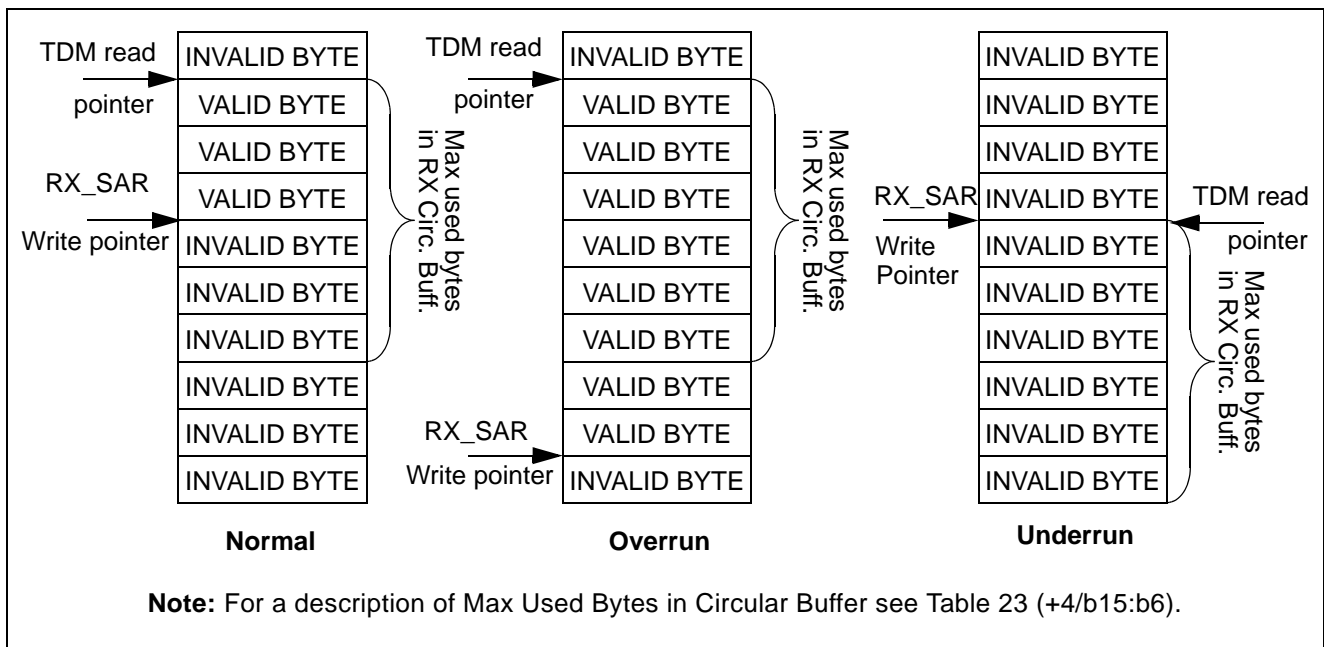 TDM read
pointer
RX_SAR
Write pointer
INVALID BYTE
VALID BYTE
VALID BYTE
VALID BYTE
INVALID BYTE
INVALID BYTE
INVALID BYTE
INVALID BYTE
INVALID BYTE
INVALID BYTE
Max used bytes
in RX Circ. Buff.
Normal
TDM read
pointer
RX_SAR
Write pointer
INVALID BYTE
VALID BYTE
VALID BYTE
VALID BYTE
VALID BYTE
VALID BYTE
VALID BYTE
VALID BYTE
VALID BYTE
INVALID BYTE
Max used bytes
in RX Circ. Buff.
Overrun
RX_SAR
Write
Pointer
INVALID BYTE
INVALID BYTE
INVALID BYTE
INVALID BYTE
INVALID BYTE
INVALID BYTE
INVALID BYTE
INVALID BYTE
INVALID BYTE
INVALID BYTE
TDM read
pointer
Max used bytes
in RX Circ. Buff.
Underrun
Note: For a description of Max Used Bytes in Circular Buffer see Table 23 (+4/b15:b6).